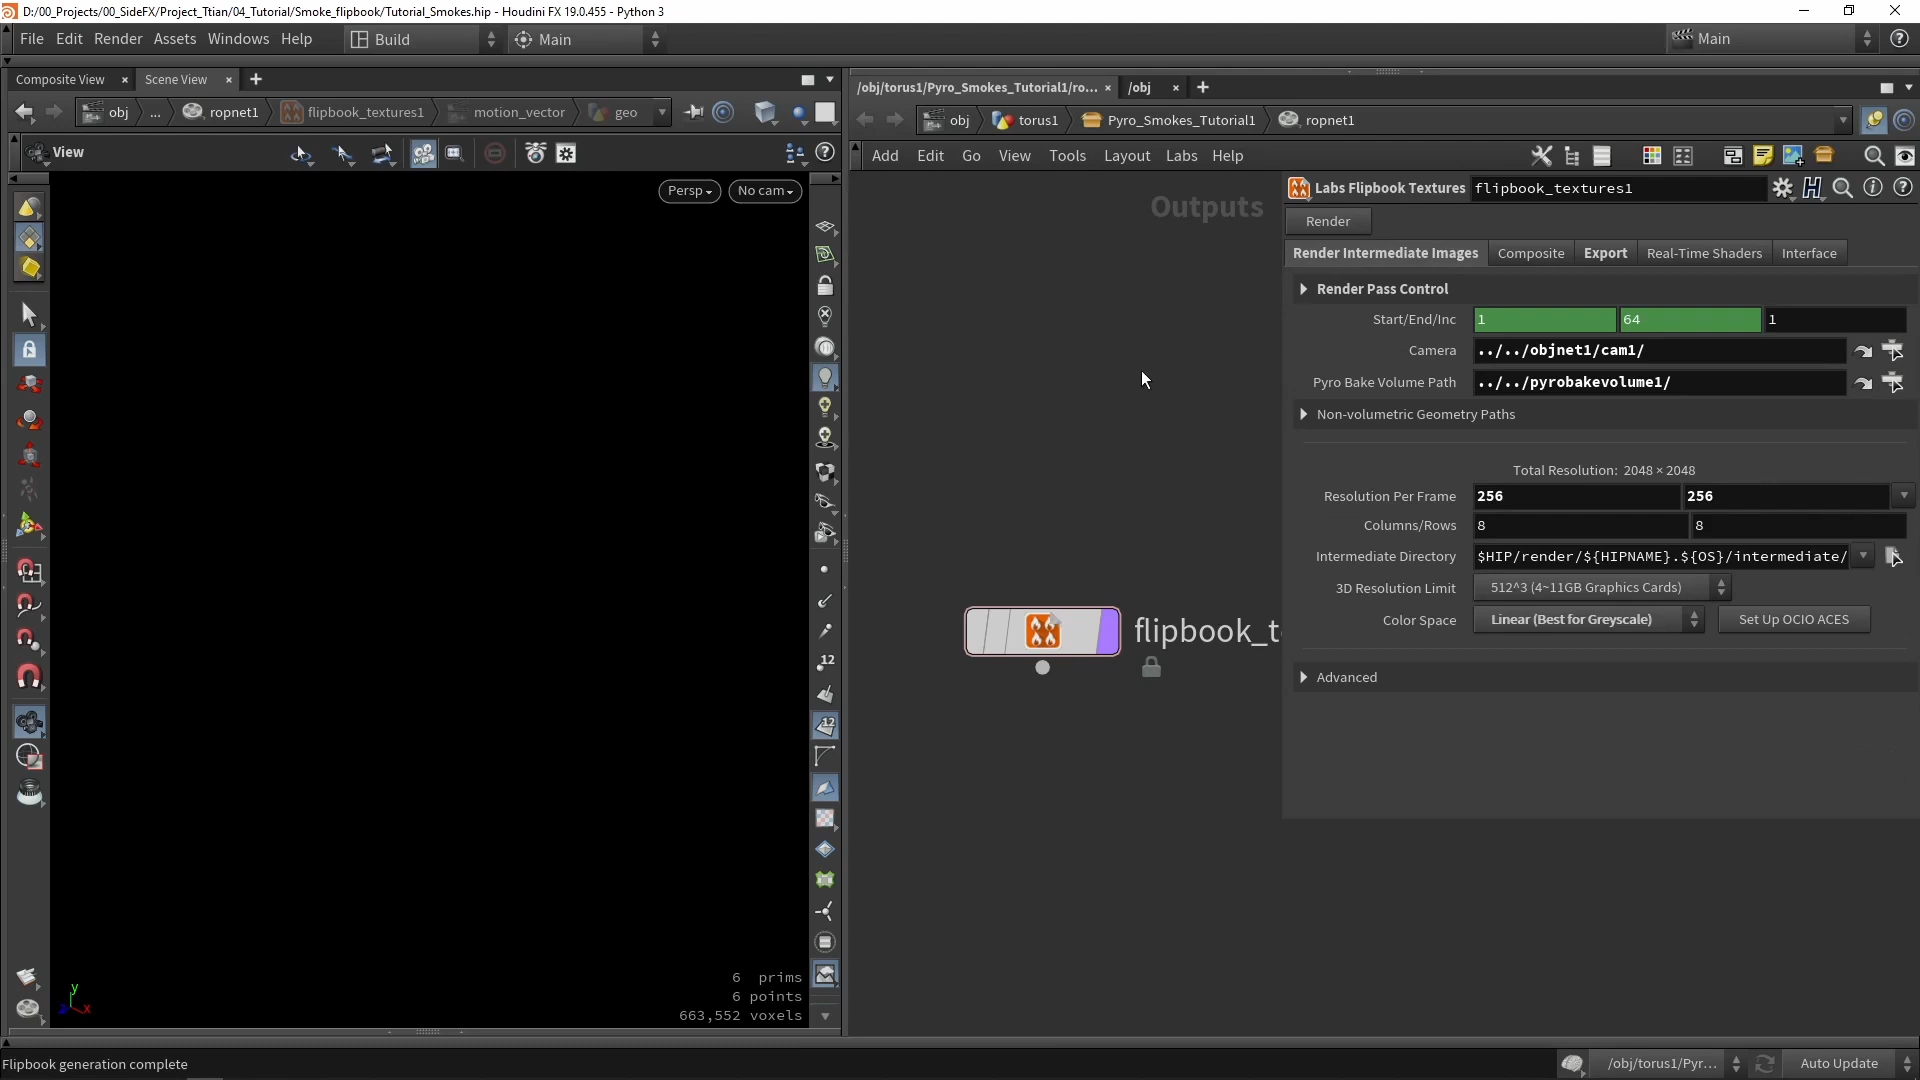 D:/00_Projects/00_SideFX/Project_Ttian/04_Tutorial/Smoke_flipbook/Tutorial_Smokes.hip - Houdini FX 19.0.455 - Python 3
File Edit Render Assets Windows Help Build Main Main
Composite View × Scene View × +
obj ... ropnet1 flipbook_textures1 motion_vector geo
View
Persp No cam
12
12
6 prims
6 points
663,552 voxels
y
x
z
/obj/torus1/Pyro_Smokes_Tutorial1/ro... × /obj × +
obj torus1 Pyro_Smokes_Tutorial1 ropnet1
Add Edit Go View Tools Layout Labs Help
Outputs
flipbook_t
Labs Flipbook Textures flipbook_textures1
Render
Render Intermediate Images Composite Export Real-Time Shaders Interface
Render Pass Control
Start/End/Inc 1 64 1
Camera ../../objnet1/cam1/
Pyro Bake Volume Path ../../pyrobakevolume1/
Non-volumetric Geometry Paths
Total Resolution: 2048 × 2048
Resolution Per Frame 256 256
Columns/Rows 8 8
Intermediate Directory $HIP/render/${HIPNAME}.${OS}/intermediate/
3D Resolution Limit 512^3 (4~11GB Graphics Cards)
Color Space Linear (Best for Greyscale) Set Up OCIO ACES
Advanced
Flipbook generation complete
/obj/torus1/Pyr... Auto Update